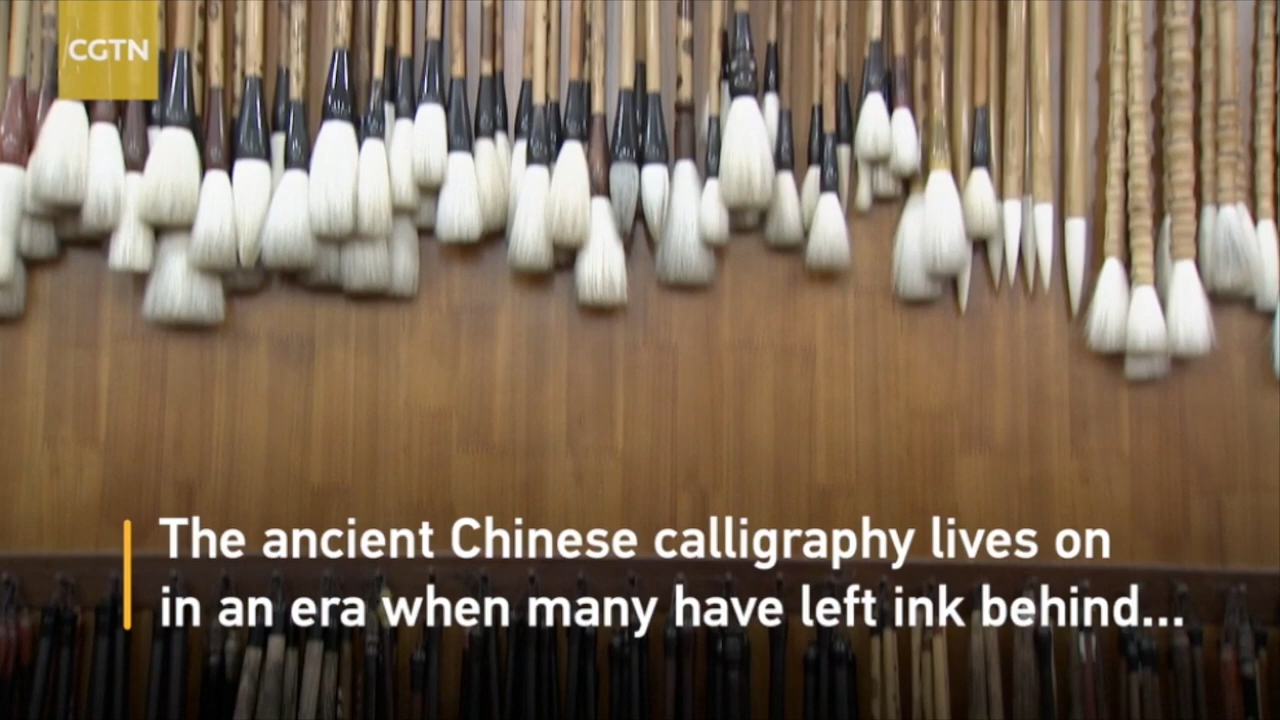 CGTN
The ancient Chinese calligraphy lives on
in an era when many have left ink behind...